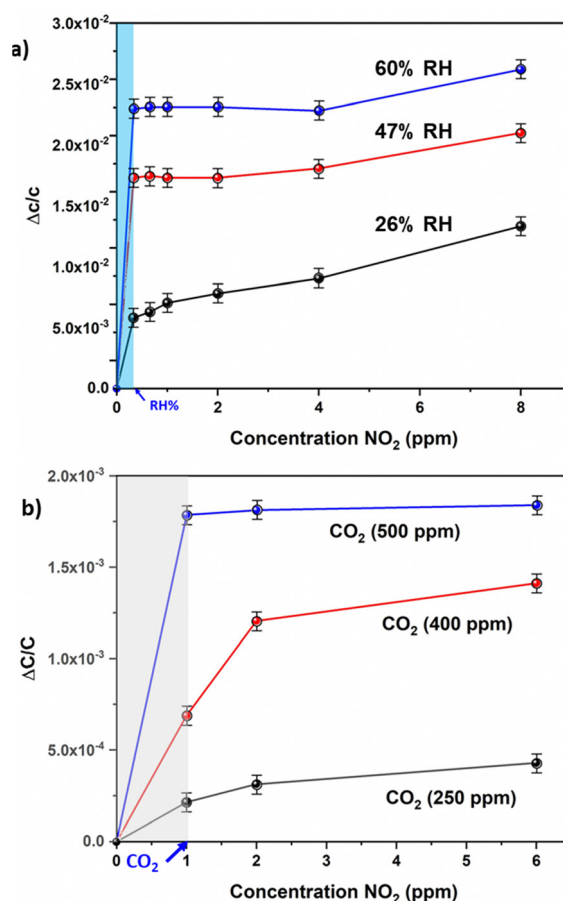 a)
3.0x10⁻²
2.5x10⁻²
2.0x10⁻²
1.5x10⁻²
1.0x10⁻²
5.0x10⁻³
0.0
Δc/c
60% RH
47% RH
26% RH
0
2
4
6
8
RH%
Concentration NO₂ (ppm)
b)
2.0x10⁻³
1.5x10⁻³
1.0x10⁻³
5.0x10⁻⁴
0.0
ΔC/C
CO₂ (500 ppm)
CO₂ (400 ppm)
CO₂ (250 ppm)
0
1
2
3
4
5
6
CO₂
Concentration NO₂ (ppm)